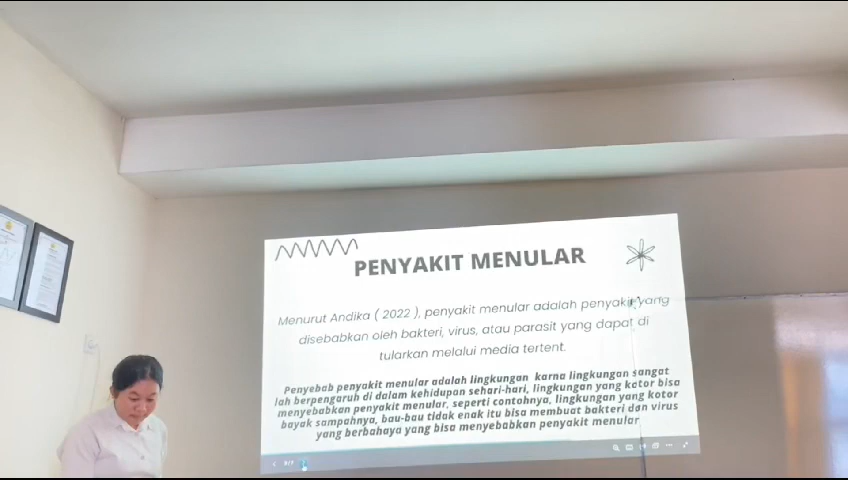 PENYAKIT MENULAR
Menurut Andika ( 2022 ), penyakit menular adalah penyakit yang
disebabkan oleh bakteri, virus, atau parasit yang dapat di
tularkan melalui media tertent.
Penyebab penyakit menular adalah lingkungan karna lingkungan sangat
lah berpengaruh di dalam kehidupan sehari-hari, lingkungan yang kotor bisa
menyebabkan penyakit menular, seperti contohnya, lingkungan yang kotor
bayak sampahnya, bau-bau tidak enak itu bisa membuat bakteri dan virus
yang berbahaya yang bisa menyebabkan penyakit menular